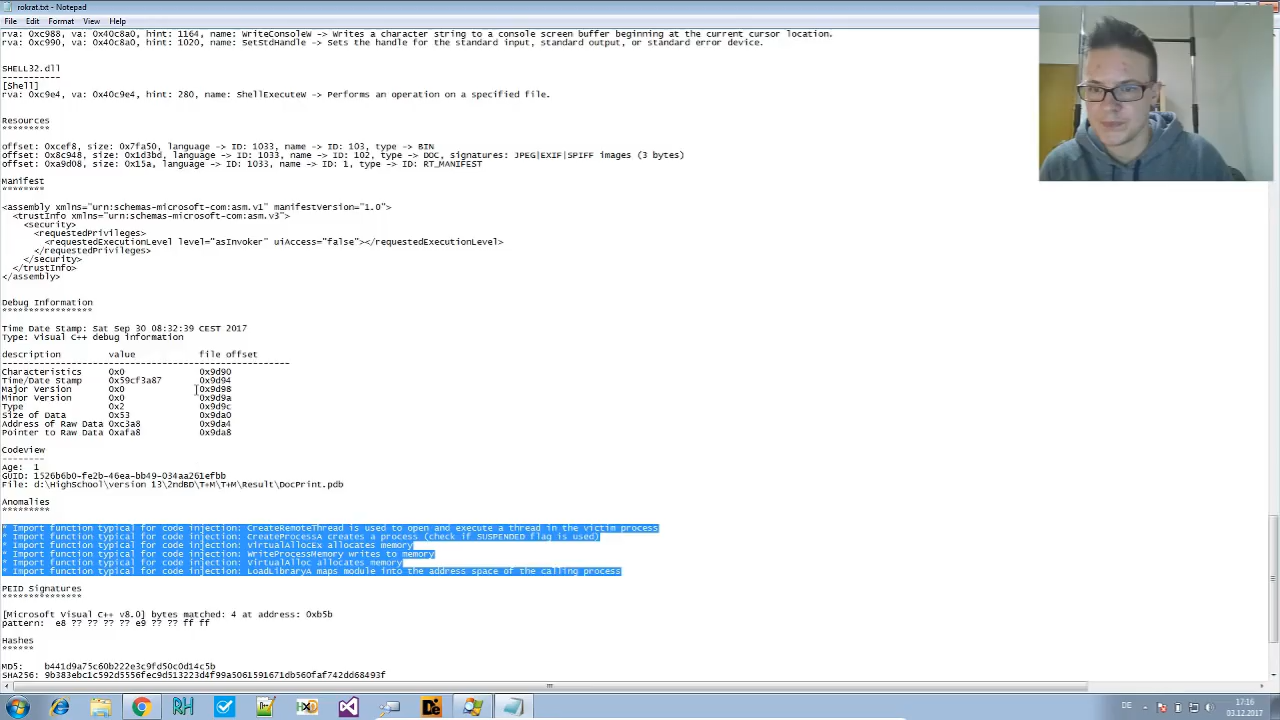 rokrat.txt - Notepad
File Edit Format View Help
rva: 0xc988, va: 0x40c8a0, hint: 1164, name: WriteConsoleW -> Writes a character string to a console screen buffer beginning at the current cursor location.
rva: 0xc990, va: 0x40c8a0, hint: 1020, name: SetStdHandle -> Sets the handle for the standard input, standard output, or standard error device.
SHELL32.dll
-----------
[Shell]
rva: 0xc9e4, va: 0x40c9e4, hint: 280, name: ShellExecuteW -> Performs an operation on a specified file.
Resources
*********
offset: 0xcef8, size: 0x7fa50, language -> ID: 1033, name -> ID: 103, type -> BIN
offset: 0x8c948, size: 0x1d3bd, language -> ID: 1033, name -> ID: 102, type -> DOC, signatures: JPEG|EXIF|SPIFF images (3 bytes)
offset: 0xa9d08, size: 0x15a, language -> ID: 1033, name -> ID: 1, type -> ID: RT_MANIFEST
Manifest
********
<assembly xmlns="urn:schemas-microsoft-com:asm.v1" manifestVersion="1.0">
<trustInfo xmlns="urn:schemas-microsoft-com:asm.v3">
<security>
<requestedPrivileges>
<requestedExecutionLevel level="asInvoker" uiAccess="false"></requestedExecutionLevel>
</requestedPrivileges>
</security>
</trustInfo>
</assembly>
Debug Information
*****************
Time Date Stamp: Sat Sep 30 08:32:39 CEST 2017
Type: Visual C++ debug information
description value file offset
------------------------------------------------------
Characteristics 0x0 0x9d90
Time/Date Stamp 0x59cf3a87 0x9d94
Major Version 0x0 0x9d98
Minor Version 0x0 0x9d9a
Type 0x2 0x9d9c
Size of Data 0x53 0x9da0
Address of Raw Data 0xc3a8 0x9da4
Pointer to Raw Data 0xafa8 0x9da8
Codeview
--------
Age: 1
GUID: 1526b6b0-fe2b-46ea-bb49-034aa261efbb
File: d:\HighSchool\version 13\2ndBD\T+M\T+M\Result\DocPrint.pdb
Anomalies
*********
* Import function typical for code injection: CreateRemoteThread is used to open and execute a thread in the victim process
* Import function typical for code injection: CreateProcessA creates a process (check if SUSPENDED flag is used)
* Import function typical for code injection: VirtualAllocEx allocates memory
* Import function typical for code injection: WriteProcessMemory writes to memory
* Import function typical for code injection: VirtualAlloc allocates memory
* Import function typical for code injection: LoadLibraryA maps module into the address space of the calling process
PEID Signatures
***************
[Microsoft Visual C++ v8.0] bytes matched: 4 at address: 0xb5b
pattern: e8 ?? ?? ?? ?? e9 ?? ?? ff ff
Hashes
******
MD5: b441d9a75c60b222e3c9fd50c0d14c5b
SHA256: 9b383ebc1c592d5556fec9d513223d4f99a5061591671db560faf742dd68493f
DE
17:16
03.12.2017